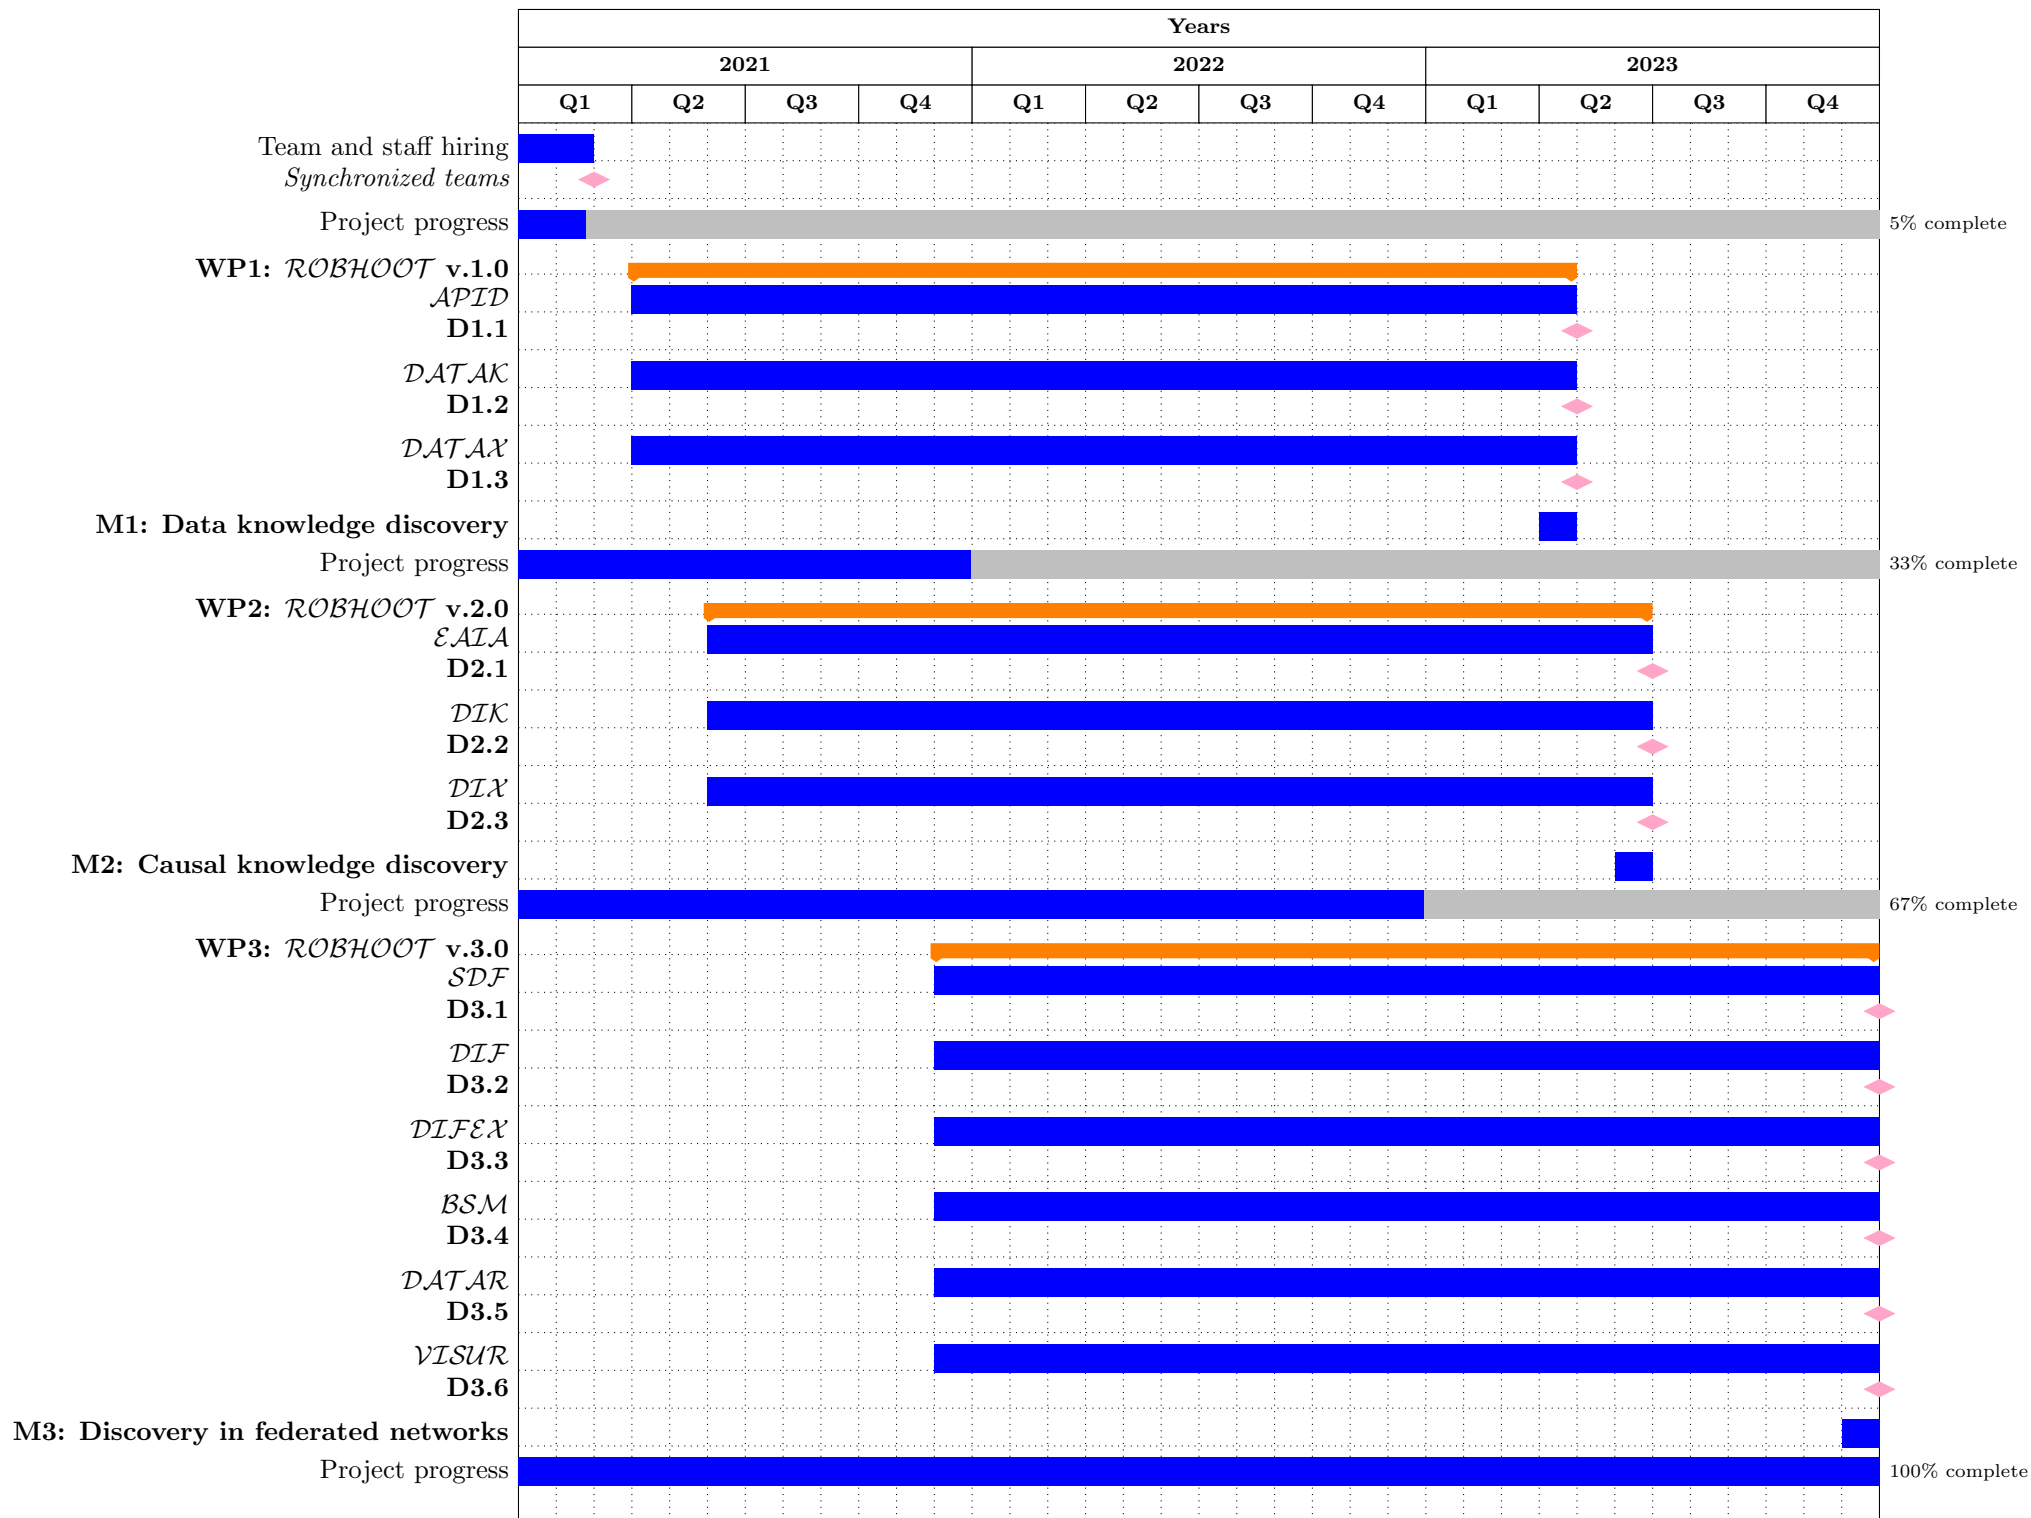 Years
2021 2022 2023
Q1 Q2 Q3 Q4 Q1 Q2 Q3 Q4 Q1 Q2 Q3 Q4
Team and staff hiring
Synchronized teams
Project progress 5% complete
WP1: ROBHOOT v.1.0
APID
D1.1
DATAK
D1.2
DATAX
D1.3
M1: Data knowledge discovery
Project progress 33% complete
WP2: ROBHOOT v.2.0
EAIA
D2.1
DIK
D2.2
DIX
D2.3
M2: Causal knowledge discovery
Project progress 67% complete
WP3: ROBHOOT v.3.0
SDF
D3.1
DIF
D3.2
DIFEX
D3.3
BSM
D3.4
DATAR
D3.5
VISUR
D3.6
M3: Discovery in federated networks
Project progress 100% complete